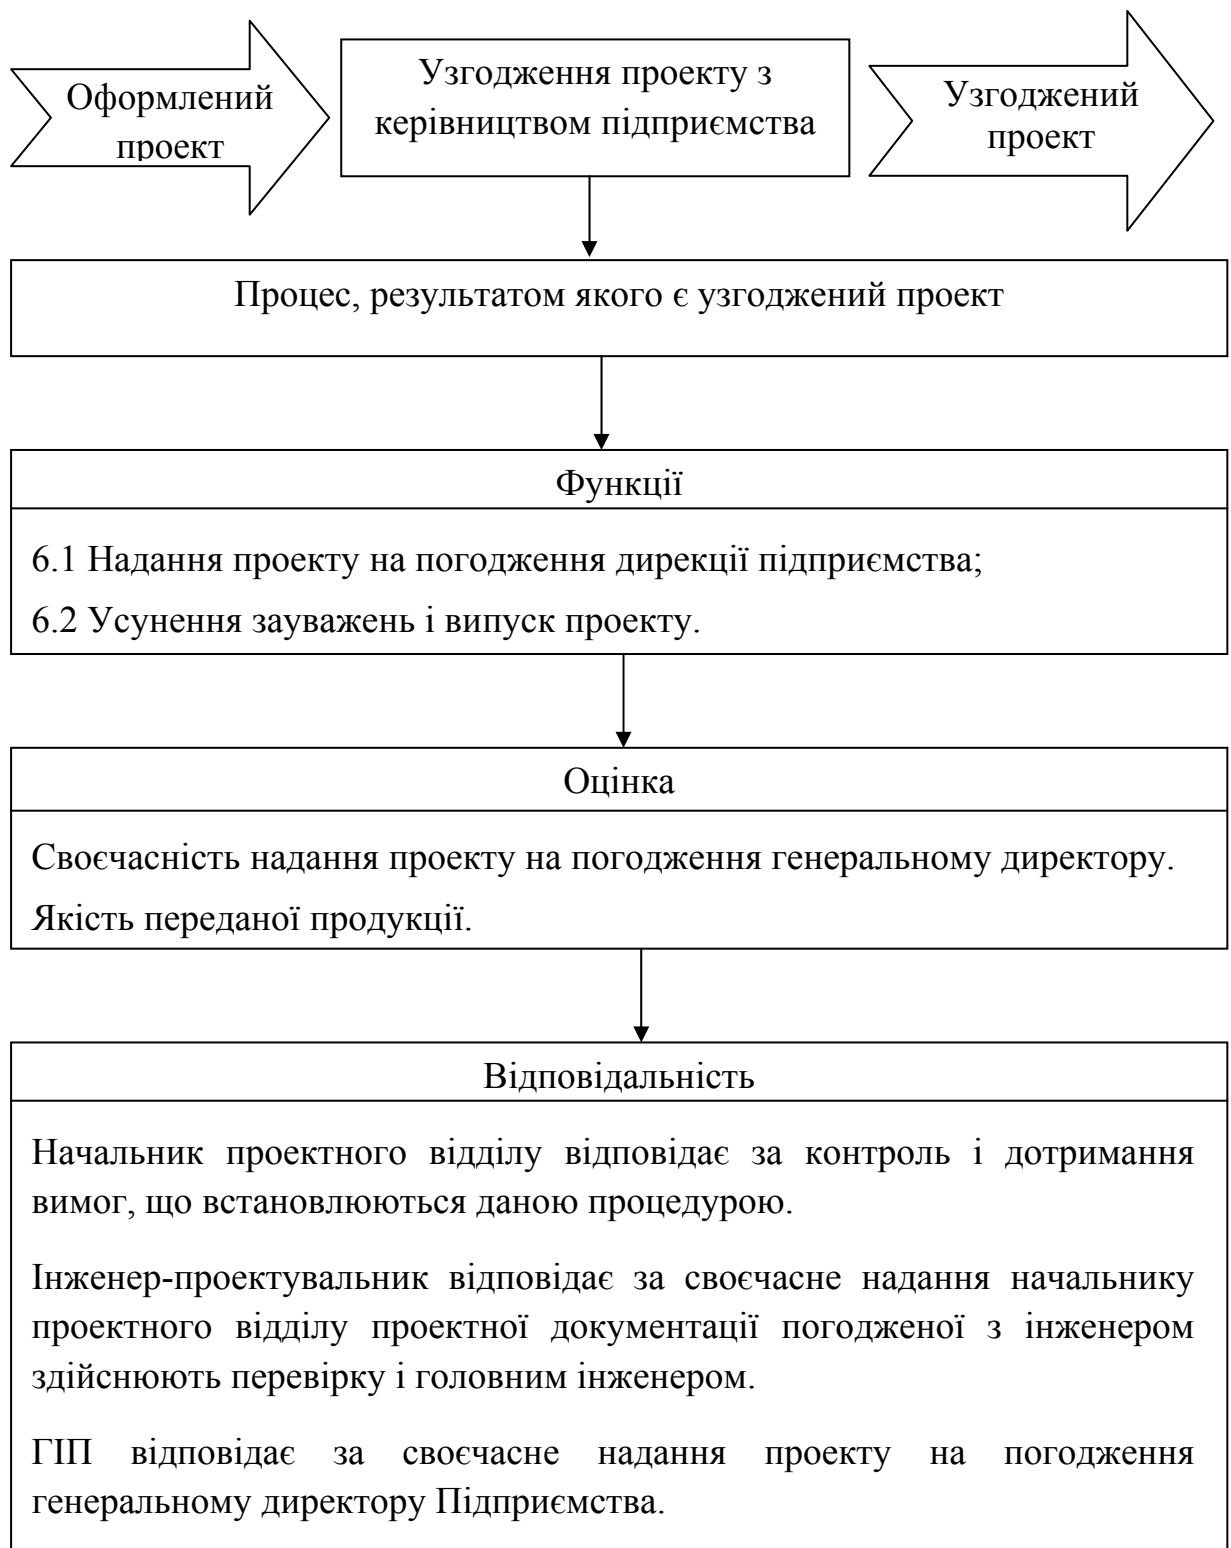 Оформлений
проект
Узгодження проекту з
керівництвом підприємства
Узгоджений
проект
Процес, результатом якого є узгоджений проект
Функції
6.1 Надання проекту на погодження дирекції підприємства;
6.2 Усунення зауважень і випуск проекту.
Оцінка
Своєчасність надання проекту на погодження генеральному директору.
Якість переданої продукції.
Відповідальність
Начальник проектного відділу відповідає за контроль і дотримання
вимог, що встановлюються даною процедурою.
Інженер-проектувальник відповідає за своєчасне надання начальнику
проектного відділу проектної документації погодженої з інженером
здійснюють перевірку і головним інженером.
ГІП відповідає за своєчасне надання проекту на погодження
генеральному директору Підприємства.